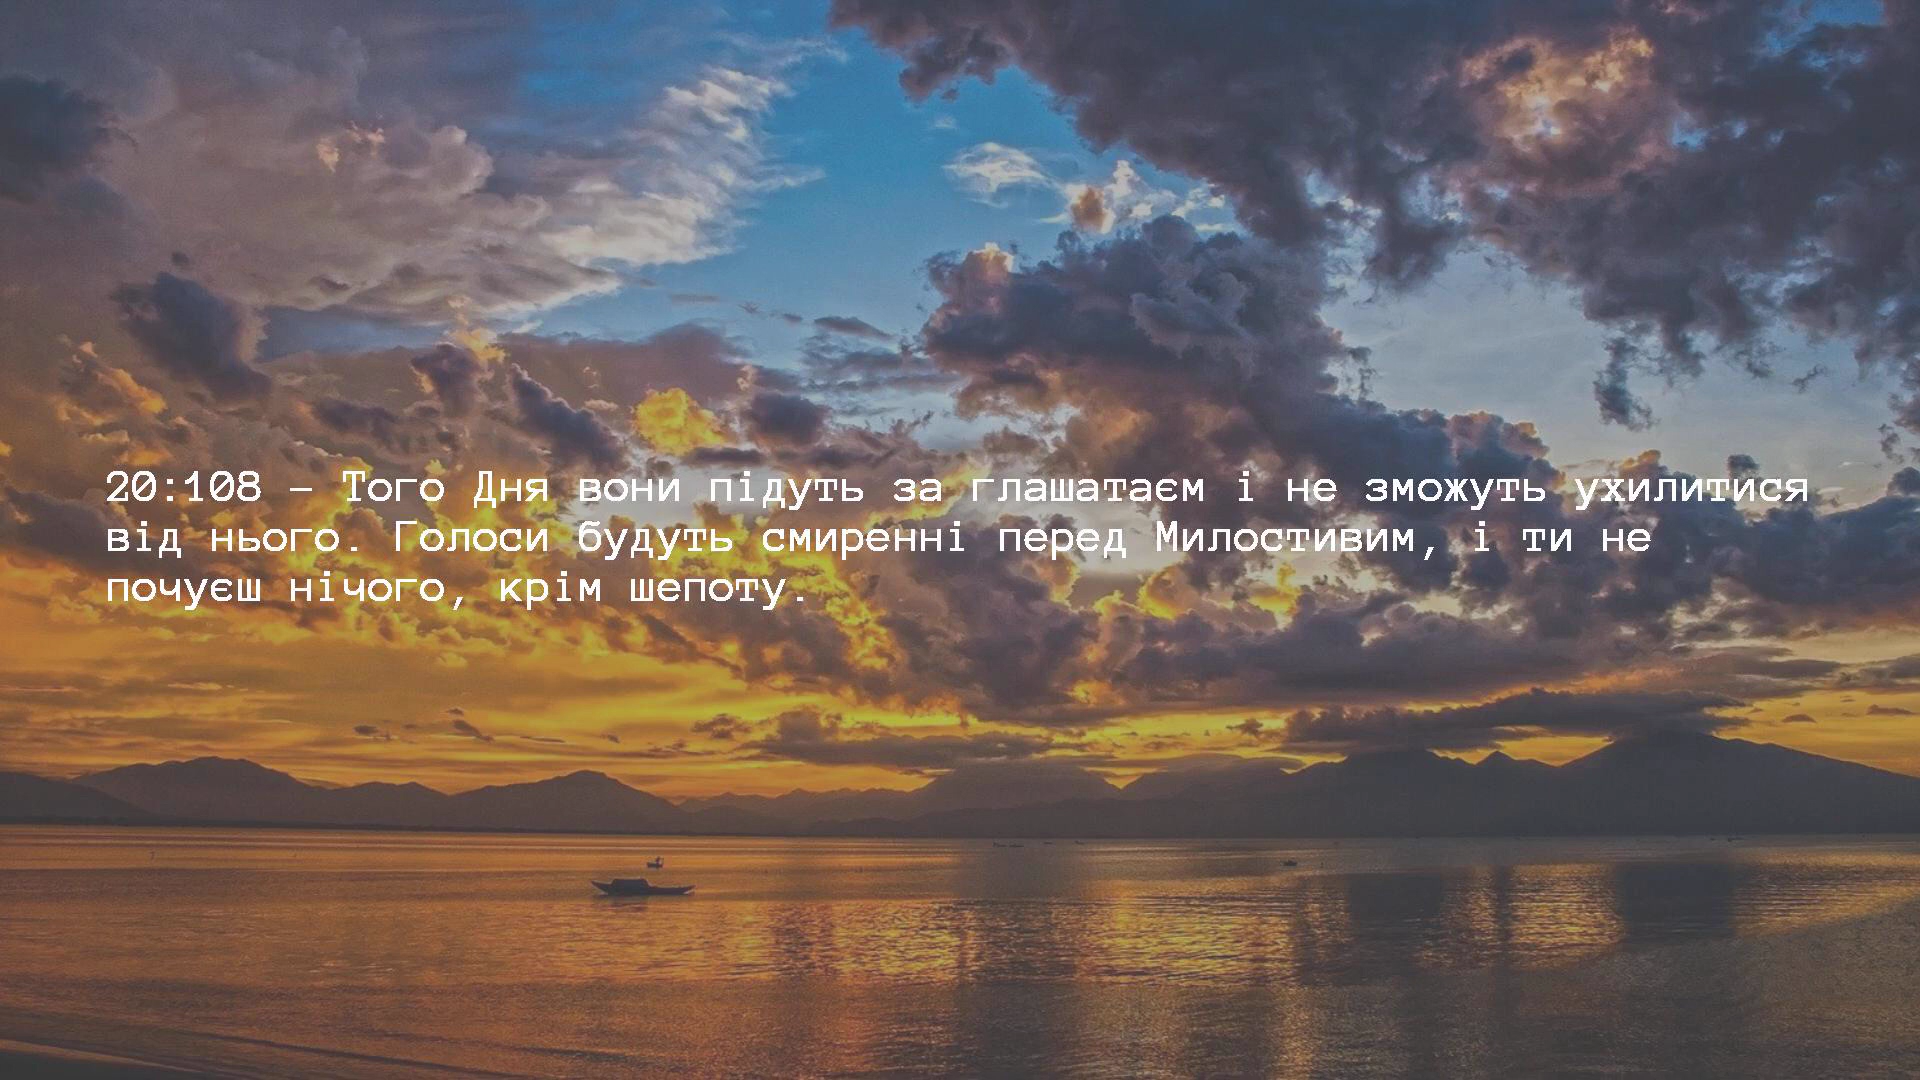 20:108 – Того Дня вони підуть за глашатаєм і не зможуть ухилитися
від нього. Голоси будуть смиренні перед Милостивим, і ти не
почуєш нічого, крім шепоту.